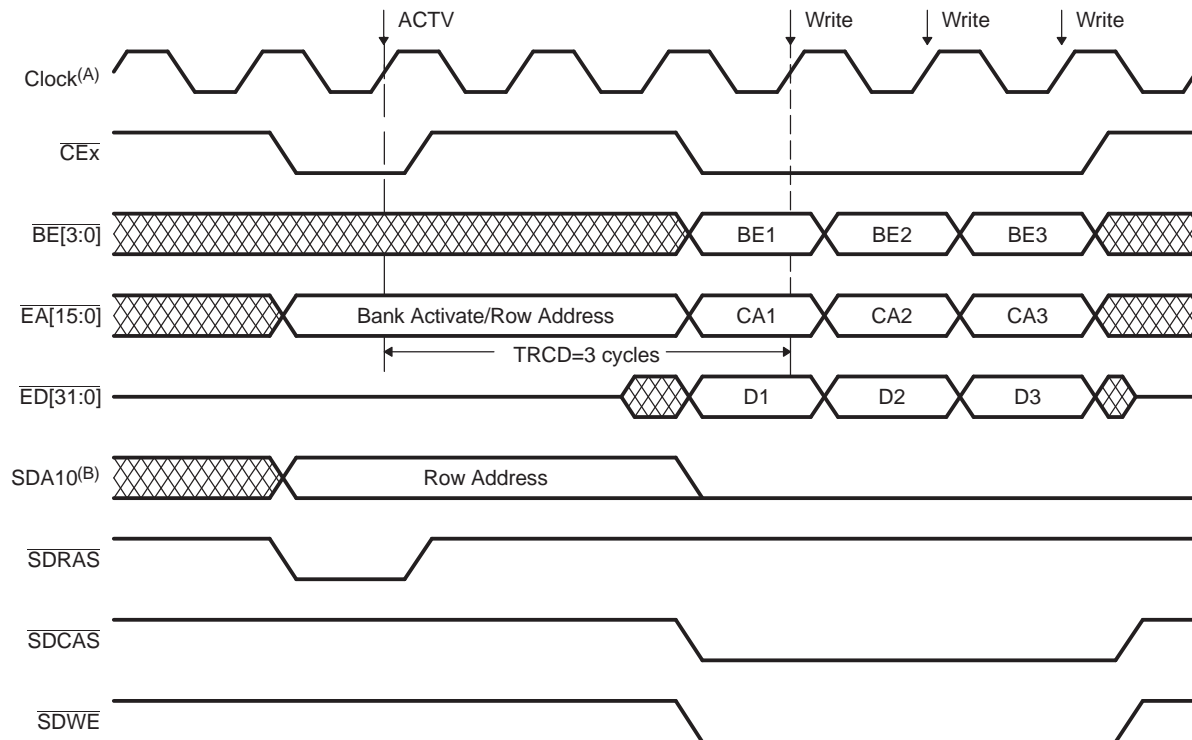 ACTV Write Write Write
Clock(A)
CEx
BE[3:0] BE1 BE2 BE3
EA[15:0] Bank Activate/Row Address CA1 CA2 CA3
TRCD=3 cycles
ED[31:0] D1 D2 D3
SDA10(B) Row Address
SDRAS
SDCAS
SDWE